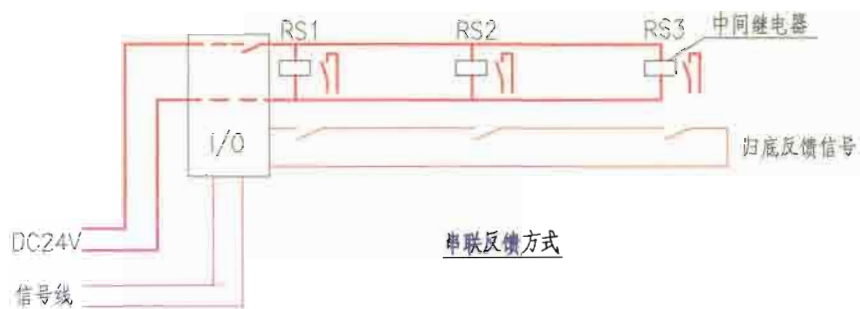 RS1
RS2
RS3
中间继电器
I/O
归底反馈信号
DC24V
串联反馈方式
信号线